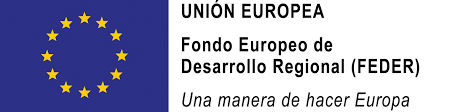 UNIÓN EUROPEA
Fondo Europeo de
Desarrollo Regional (FEDER)
Una manera de hacer Europa